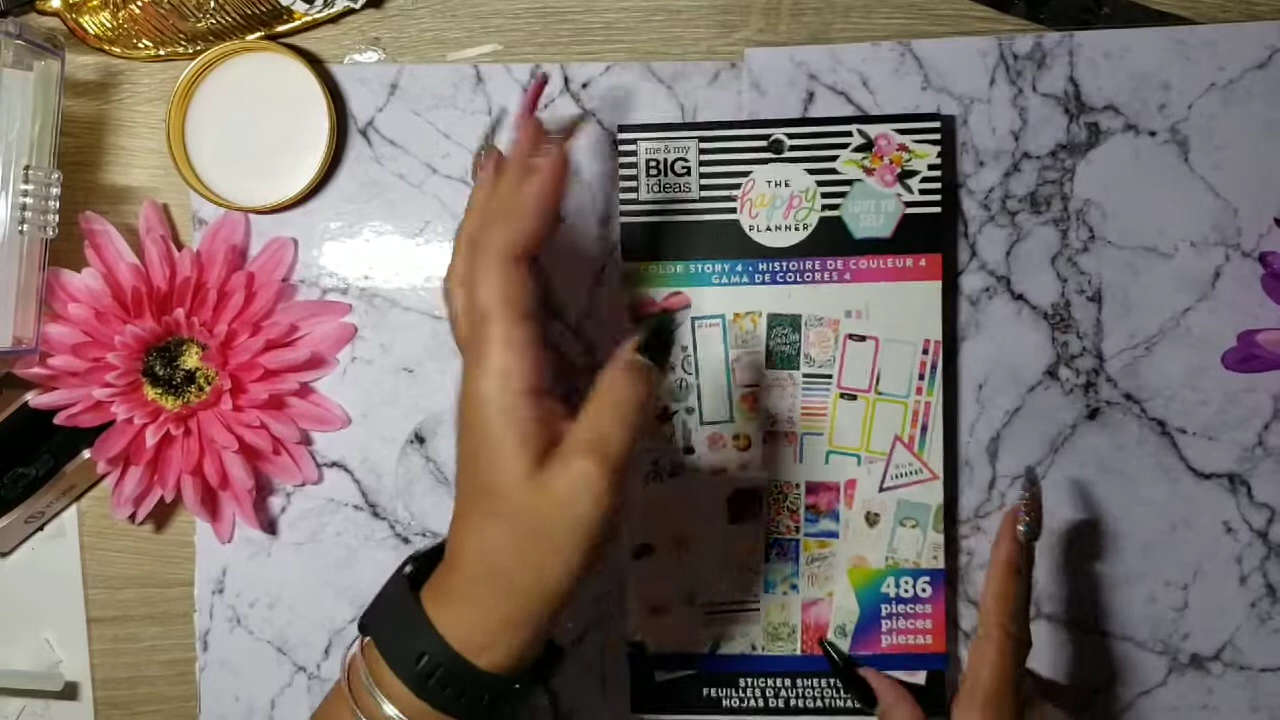 me & my
BIG
ideas.
THE
happy
PLANNER
LOVE YO
SELF
COLOR STORY 4 • HISTOIRE DE COULEUR 4
GAMA DE COLORES 4
486
pieces
pièces
piezas
STICKER SHEETS
FEUILLES D'AUTOCOLL
HOJAS DE PEGATINAS